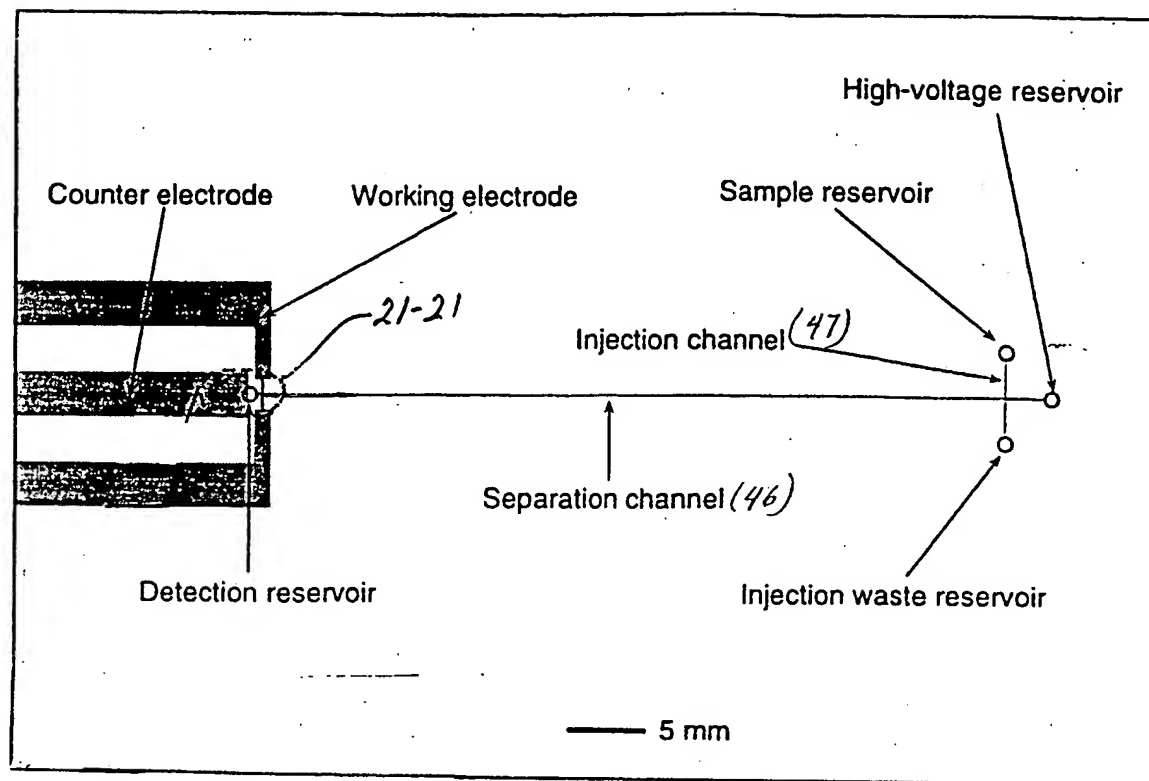 High-voltage reservoir
Counter electrode
Working electrode
Sample reservoir
21-21
Injection channel (47)
Separation channel (46)
Detection reservoir
Injection waste reservoir
5 mm